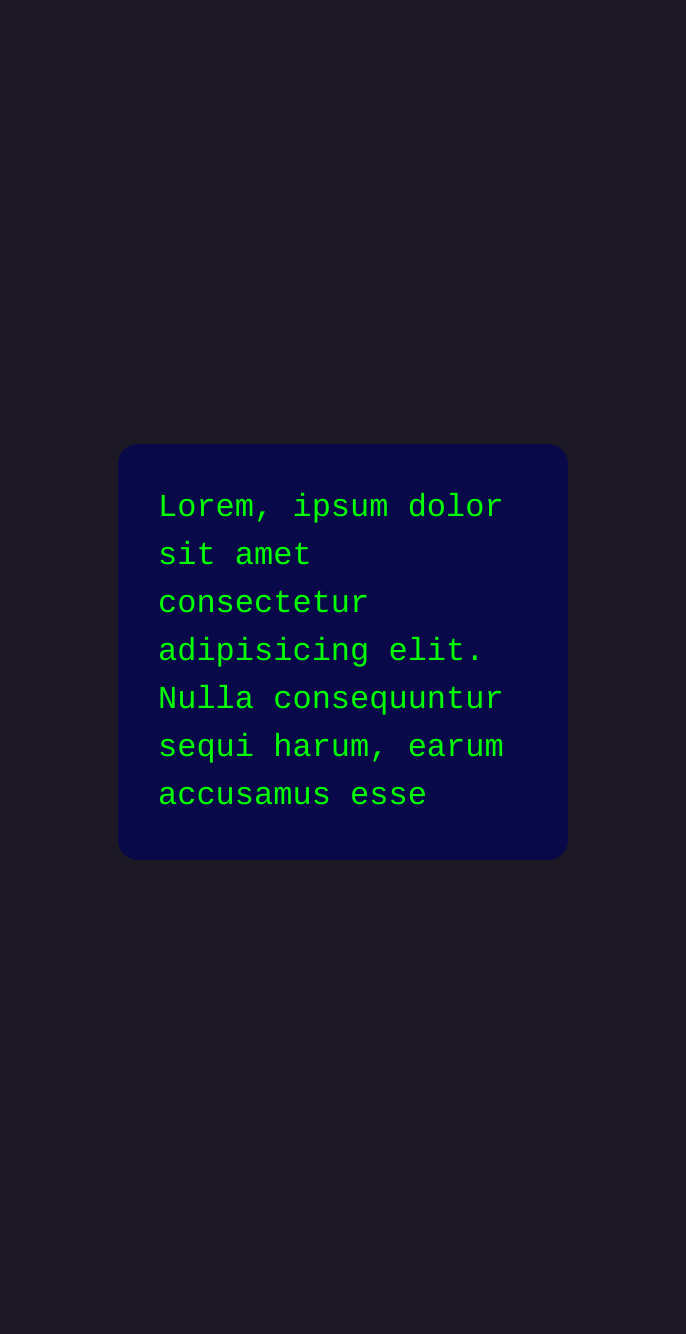 Lorem, ipsum dolor
sit amet
consectetur
adipisicing elit.
Nulla consequuntur
sequi harum, earum
accusamus esse